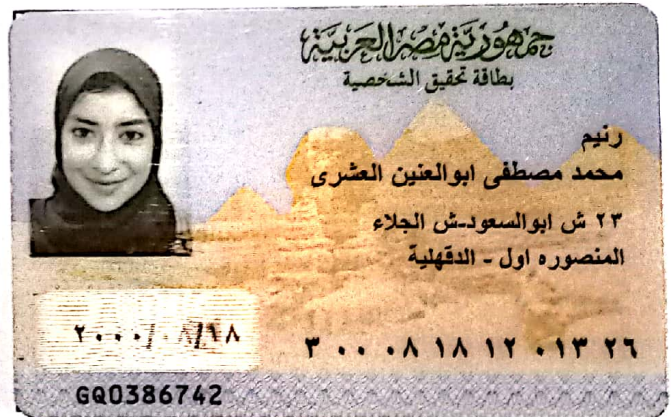 جمهورية مصر العربية
بطاقة تحقيق الشخصية
رنيم
محمد مصطفى ابوالعنين العشرى
٢٣ ش ابوالسعود-ش الجلاء
المنصوره اول - الدقهلية
٢٠٠٠/٠٨/١٨
٣ ٠٠ ٠٨ ١٨ ١٢ ٠١٣ ٢٦
GQ0386742